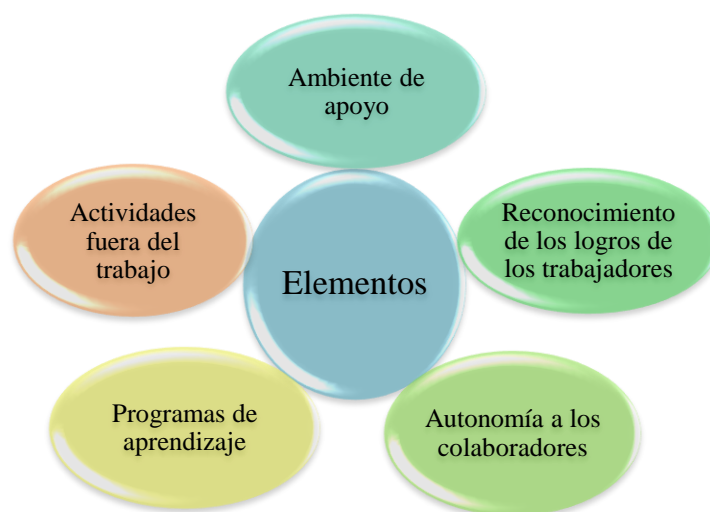 Ambiente de
apoyo
Reconocimiento
de los logros de
los trabajadores
Autonomía a los
colaboradores
Programas de
aprendizaje
Actividades
fuera del
trabajo
Elementos